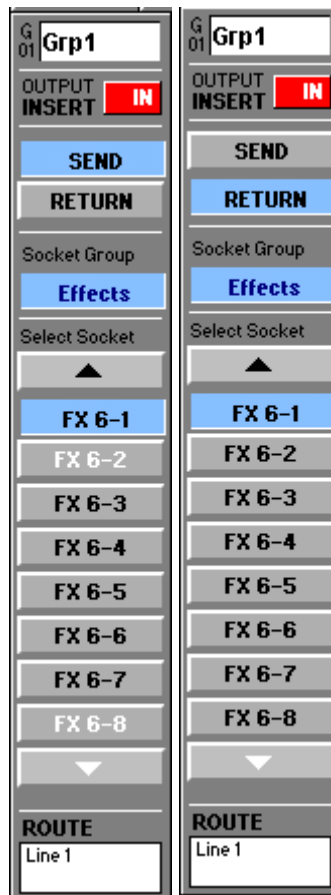 G 01 Grp1
OUTPUT INSERT IN
SEND
RETURN
Socket Group
Effects
Select Socket
FX 6-1
FX 6-2
FX 6-3
FX 6-4
FX 6-5
FX 6-6
FX 6-7
FX 6-8
ROUTE
Line 1
G 01 Grp1
OUTPUT INSERT IN
SEND
RETURN
Socket Group
Effects
Select Socket
FX 6-1
FX 6-2
FX 6-3
FX 6-4
FX 6-5
FX 6-6
FX 6-7
FX 6-8
ROUTE
Line 1